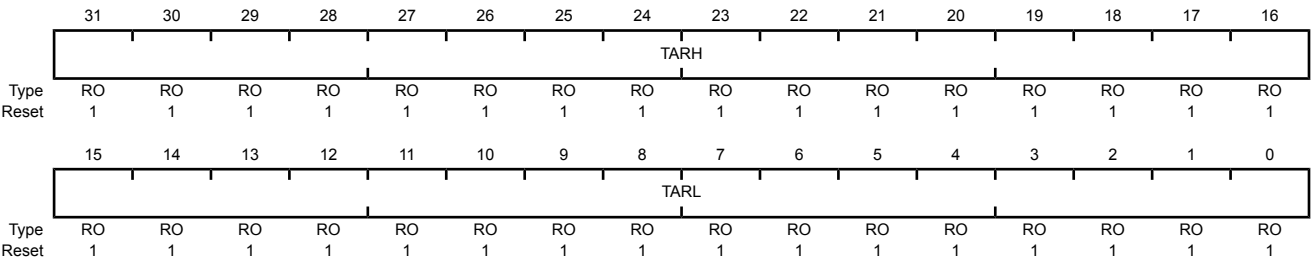 31 30 29 28 27 26 25 24 23 22 21 20 19 18 17 16
TARH
Type RO RO RO RO RO RO RO RO RO RO RO RO RO RO RO RO
Reset 1 1 1 1 1 1 1 1 1 1 1 1 1 1 1 1
15 14 13 12 11 10 9 8 7 6 5 4 3 2 1 0
TARL
Type RO RO RO RO RO RO RO RO RO RO RO RO RO RO RO RO
Reset 1 1 1 1 1 1 1 1 1 1 1 1 1 1 1 1